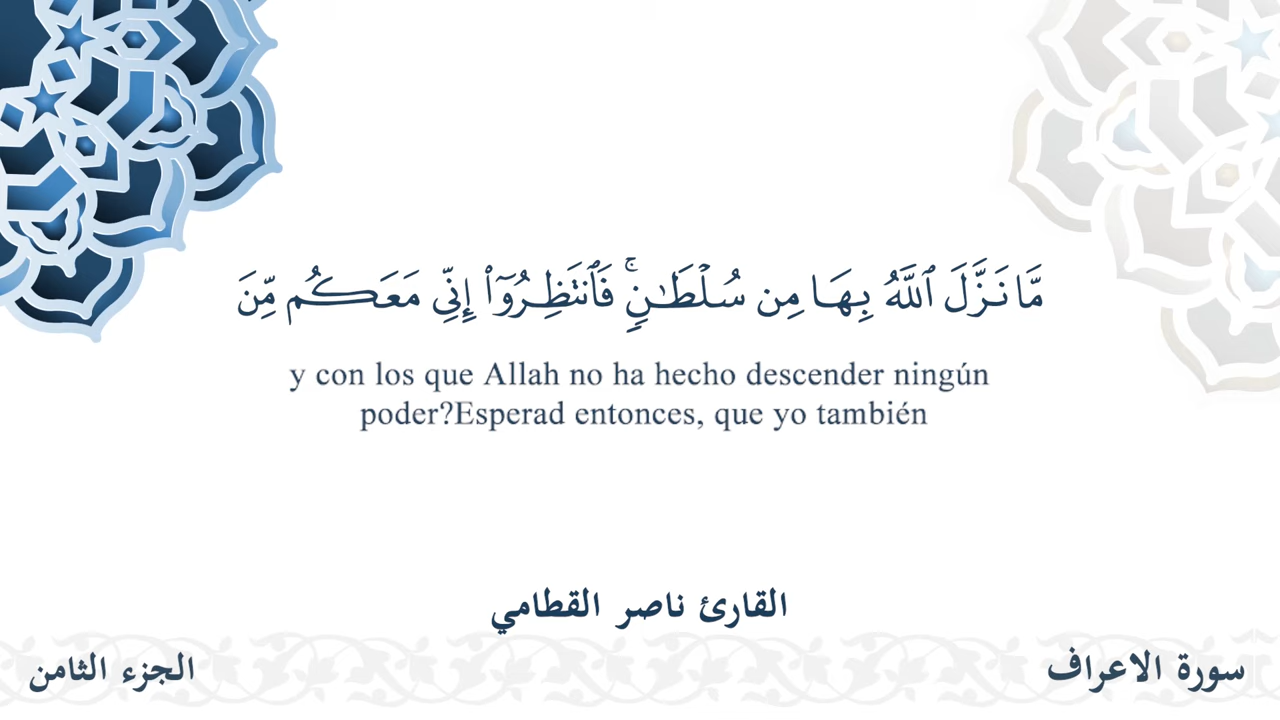 مَّا نَزَّلَ ٱللَّهُ بِهَا مِن سُلْطَـٰنٍۢ ۚ فَٱنتَظِرُوٓا۟ إِنِّى مَعَكُم مِّنَ
y con los que Allah no ha hecho descender ningún
poder?Esperad entonces, que yo también
القارئ ناصر القطامي
سورة الاعراف
الجزء الثامن